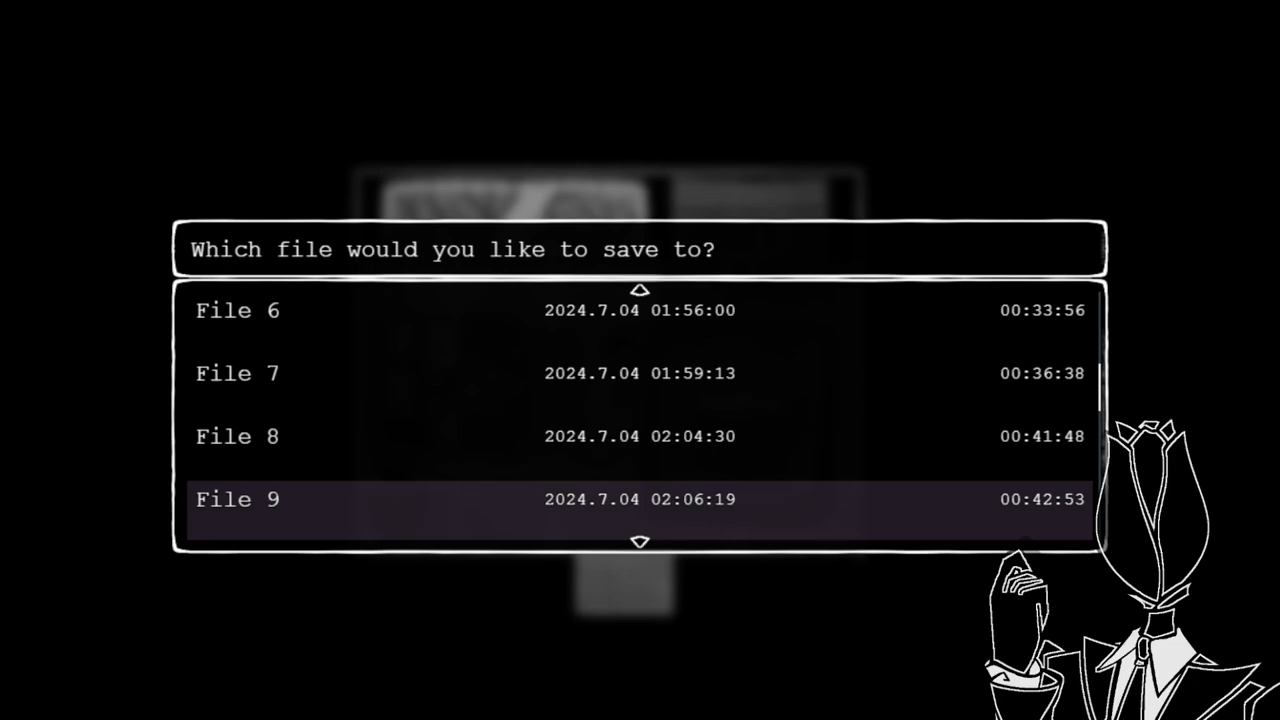 Which file would you like to save to?
File 6 2024.7.04 01:56:00 00:33:56
File 7 2024.7.04 01:59:13 00:36:38
File 8 2024.7.04 02:04:30 00:41:48
File 9 2024.7.04 02:06:19 00:42:53